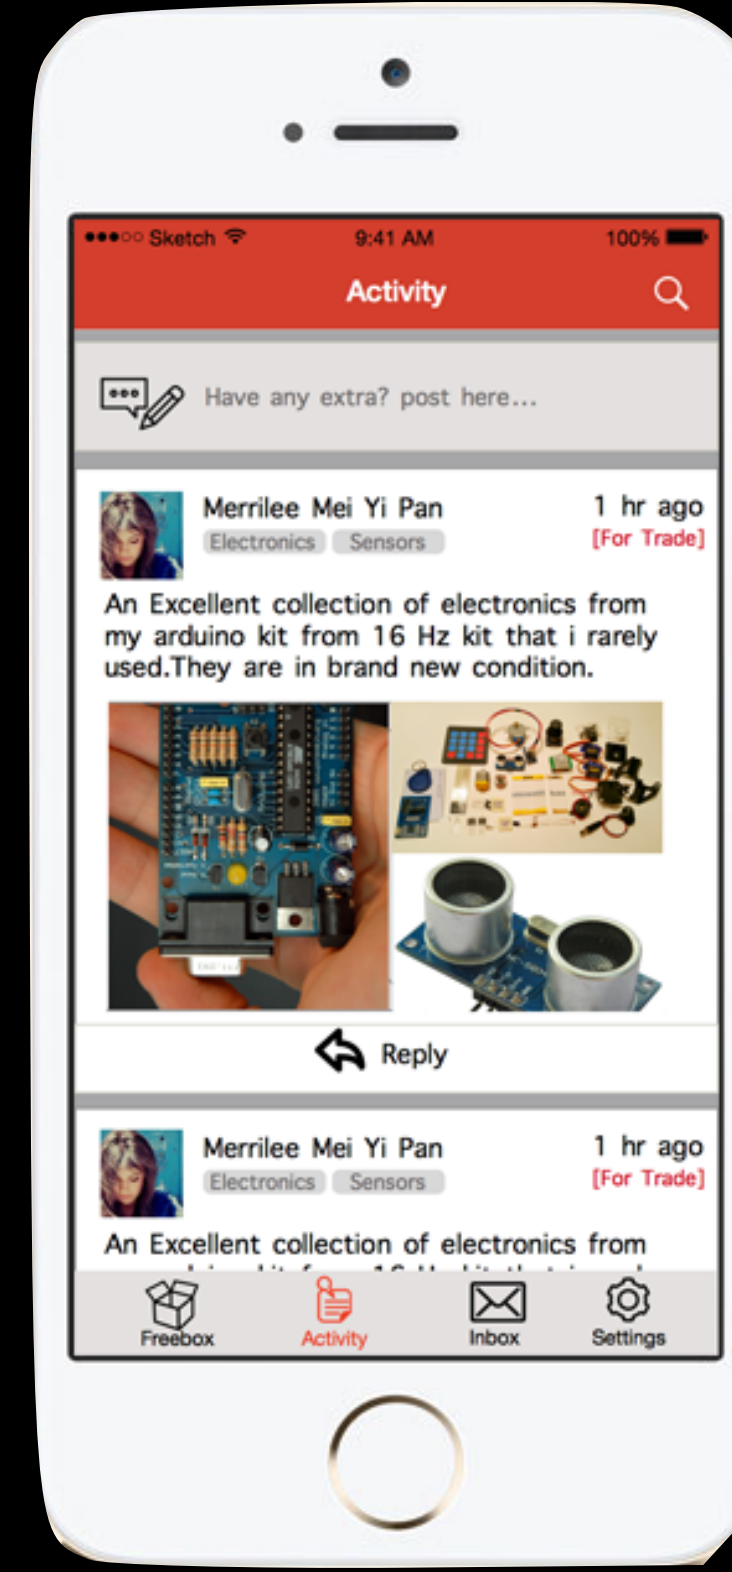 Sketch 9:41 AM 100%
Activity
Have any extra? post here...
Merrilee Mei Yi Pan 1 hr ago
Electronics Sensors [For Trade]
An Excellent collection of electronics from
my arduino kit from 16 Hz kit that i rarely
used.They are in brand new condition.
Reply
Merrilee Mei Yi Pan 1 hr ago
Electronics Sensors [For Trade]
An Excellent collection of electronics from
Freebox Activity Inbox Settings